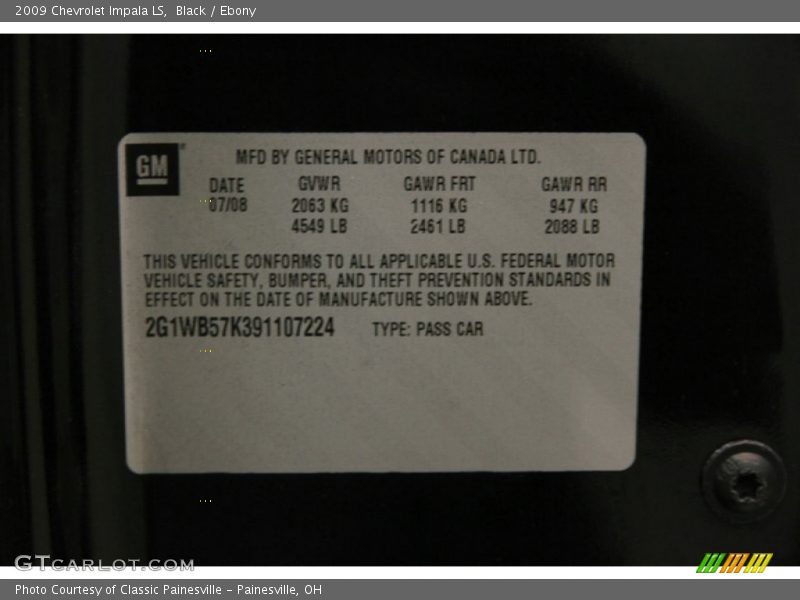 2009 Chevrolet Impala LS, Black / Ebony
GM
MFD BY GENERAL MOTORS OF CANADA LTD.
DATE GVWR GAWR FRT GAWR RR
07/08 2063 KG 1116 KG 947 KG
4549 LB 2461 LB 2088 LB
THIS VEHICLE CONFORMS TO ALL APPLICABLE U.S. FEDERAL MOTOR
VEHICLE SAFETY, BUMPER, AND THEFT PREVENTION STANDARDS IN
EFFECT ON THE DATE OF MANUFACTURE SHOWN ABOVE.
2G1WB57K391107224 TYPE: PASS CAR
GTCARLOT.COM
Photo Courtesy of Classic Painesville - Painesville, OH